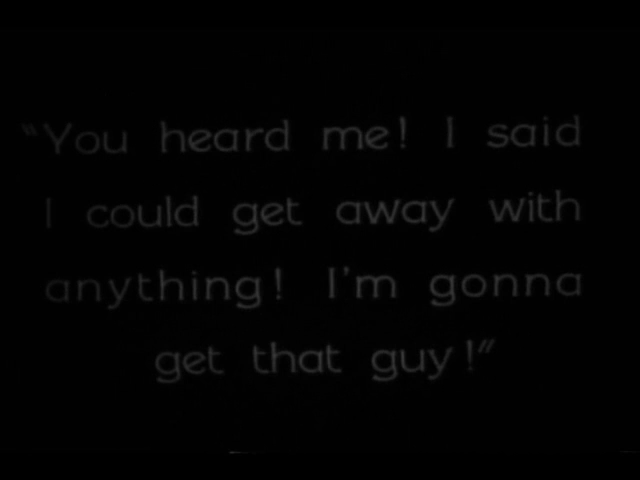 "You heard me! I said
I could get away with
anything! I'm gonna
get that guy!"